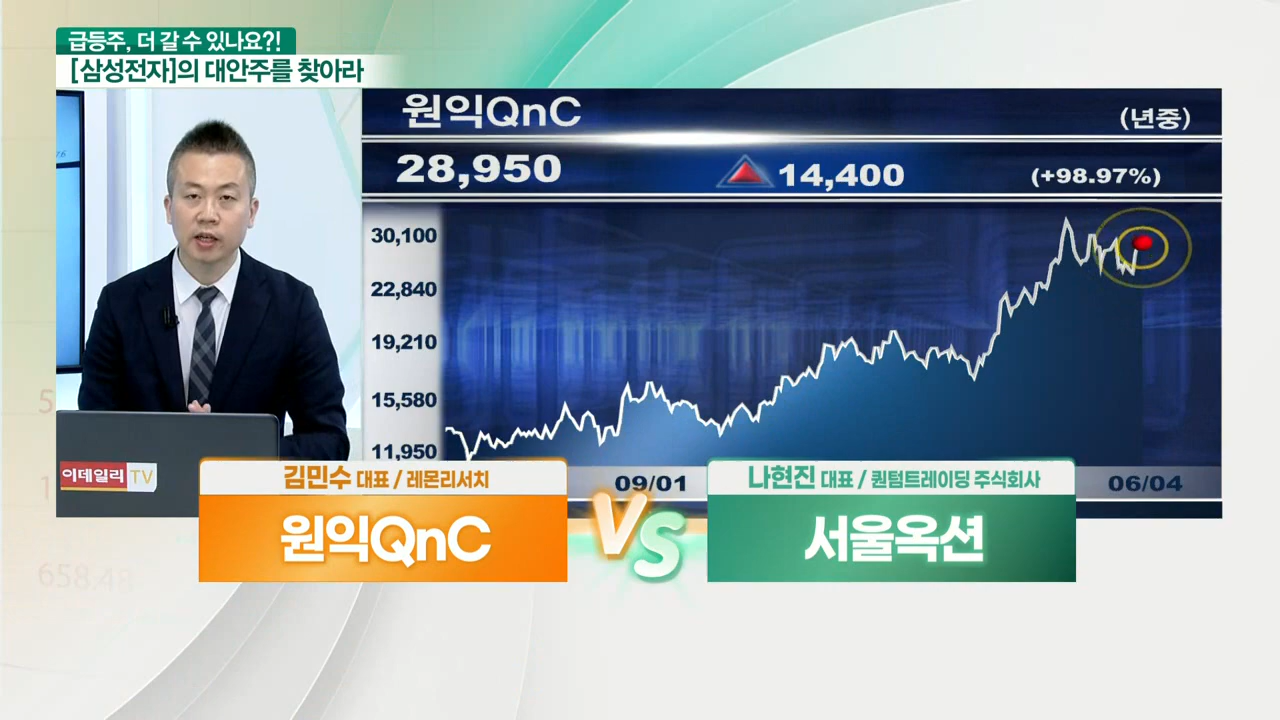 급등주, 더 갈 수 있나요?!
[삼성전자]의 대안주를 찾아라
원익QnC
(년중)
28,950
14,400
(+98.97%)
30,100
22,840
19,210
15,580
11,950
09/01
06/04
이데일리 TV
김민수 대표 / 레몬리서치
원익QnC
VS
나현진 대표 / 퀀텀트레이딩 주식회사
서울옥션
658.48